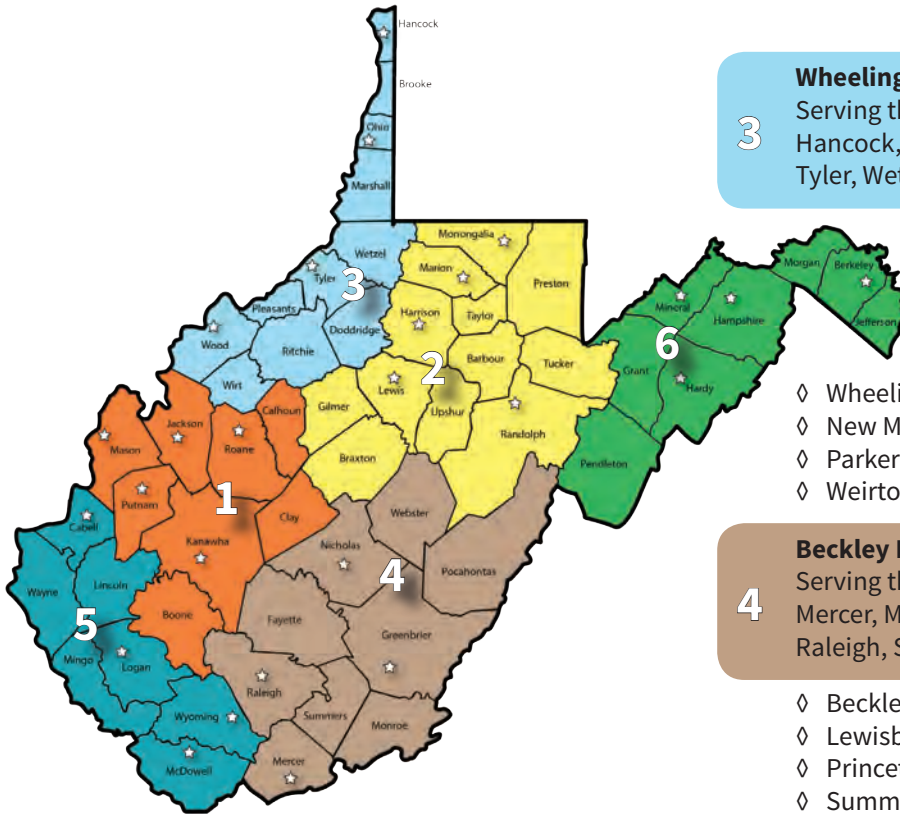 Hancock
Brooke
Ohio
Marshall
Wetzel
Tyler
3
Pleasants
Doddridge
Wood
Ritchie
Wirt
Monongalia
Marion
Preston
Harrison
Taylor
Barbour
Tucker
2
Lewis
Gilmer
Upshur
Randolph
Braxton
Morgan
Berkeley
Jefferson
Mineral
Hampshire
6
Grant
Hardy
Pendleton
Calhoun
Jackson
Mason
Roane
Putnam
1
Clay
Kanawha
Boone
Cabell
Wayne
Lincoln
5
Mingo
Logan
Wyoming
McDowell
Webster
Nicholas
Pocahontas
4
Fayette
Greenbrier
Raleigh
Summers
Monroe
Mercer
3
Wheeling
Serving th
Hancock,
Tyler, Wet
◊ Wheeli
◊ New M
◊ Parker
◊ Weirto
4
Beckley
Serving th
Mercer, M
Raleigh, S
◊ Beckle
◊ Lewisb
◊ Princet
◊ Summ